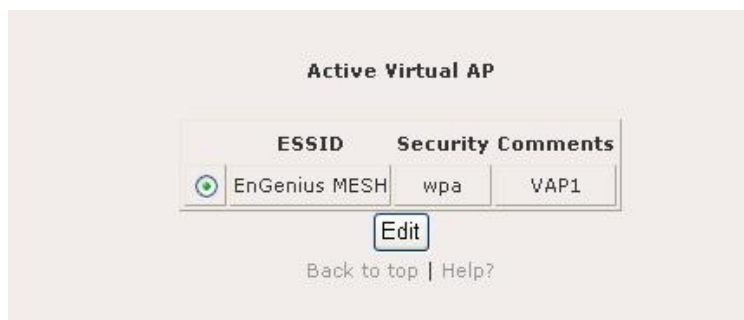 Active Virtual AP
ESSID Security Comments
EnGenius MESH wpa VAP1
Edit
Back to top | Help?